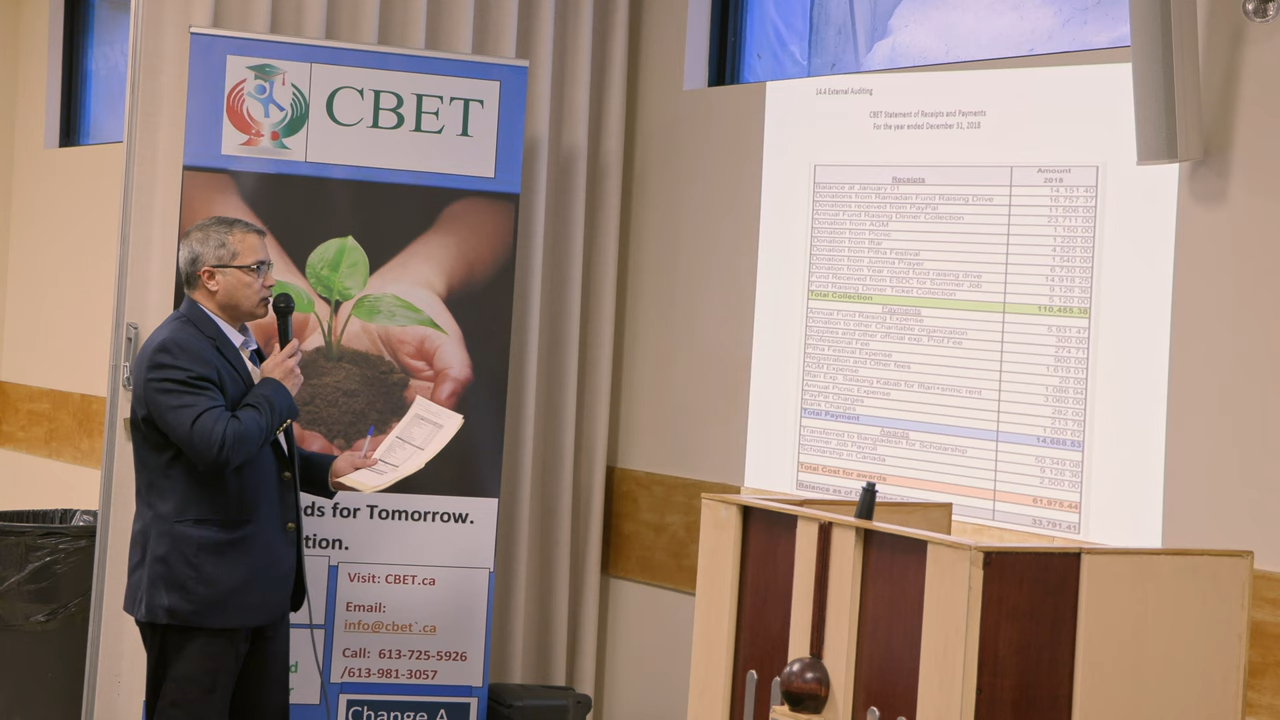 CBET
ds for Tomorrow.
tion.
Visit: CBET.ca
Email:
info@cbet`.ca
Call: 613-725-5926
/613-981-3057
Change A
14.4 External Auditing
CBET Statement of Receipts and Payments
For the year ended December 31, 2018
Receipts Amount 2018
Balance at January 01 14,151.40
Donations from Ramadan Fund Raising Drive 16,757.37
Donations received from PayPal 11,506.00
Annual Fund Raising Dinner Collection 23,711.00
Donation from AGM 1,150.00
Donation from Picnic 1,220.00
Donation from Iftar 4,525.00
Donation from Pitha Festival 1,540.00
Donation from Jumma Prayer 6,730.00
Donation from Year round fund raising drive 14,918.25
Fund Received from ESDC for Summer Job 9,126.36
Fund Raising Dinner Ticket Collection 5,120.00
Total Collection 110,455.38
Payments
Annual Fund Raising Expense 5,931.47
Donation to other Charitable organization 300.00
Supplies and other official exp. Prof.Fee 274.71
Professional Fee 900.00
Pitha Festival Expense 1,619.01
Registration and Other fees 20.00
AGM Expense 1,086.94
Iftari Exp. Salaong Kabab for Iftari+snmc rent 3,060.00
Annual Picnic Expense 282.00
PayPal Charges 213.78
Bank Charges 1,000.62
Total Payment 14,688.53
Awards
Transferred to Bangladesh for Scholarship 50,349.08
Summer Job Payroll 9,126.36
Scholarship in Canada 2,500.00
Total Cost for awards 61,975.44
Balance as of 33,791.41